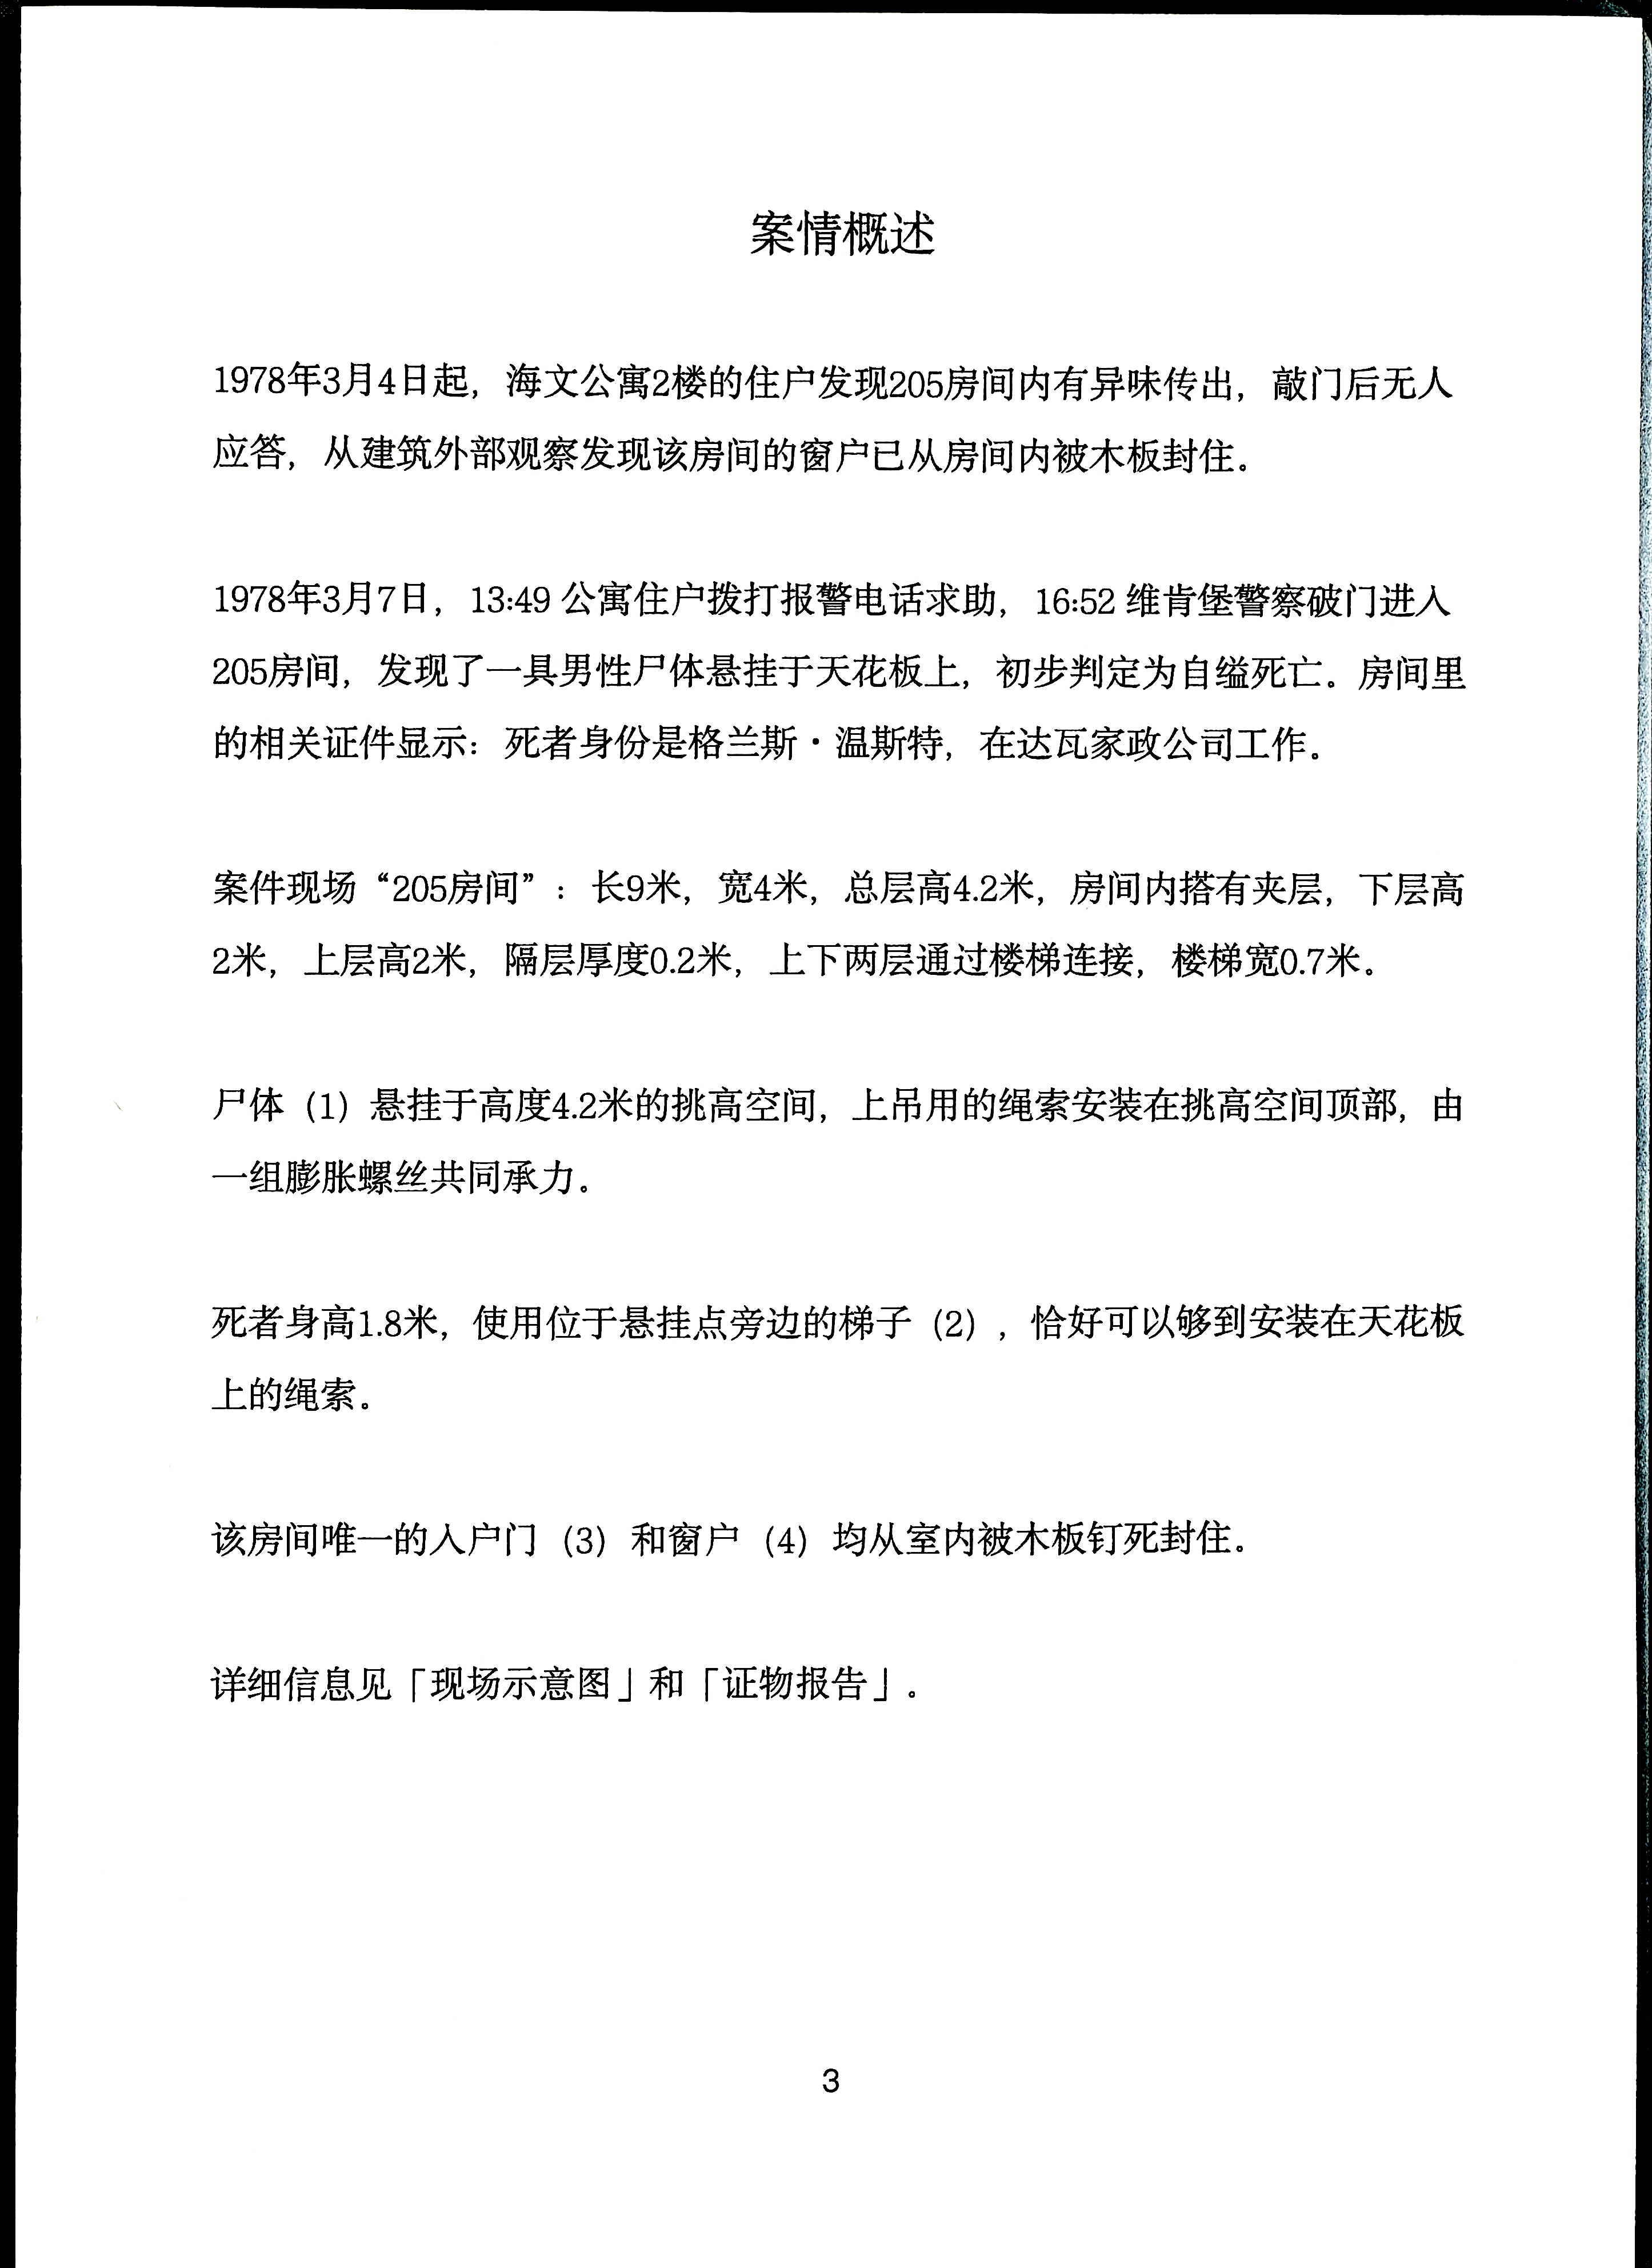 案情概述
1978年3月4日起，海文公寓2楼的住户发现205房间内有异味传出，敲门后无人
应答，从建筑外部观察发现该房间的窗户已从房间内被木板封住。
1978年3月7日，13:49 公寓住户拨打报警电话求助，16:52 维肯堡警察破门进入
205房间，发现了一具男性尸体悬挂于天花板上，初步判定为自缢死亡。房间里
的相关证件显示：死者身份是格兰斯·温斯特，在达瓦家政公司工作。
案件现场“205房间”：长9米，宽4米，总层高4.2米，房间内搭有夹层，下层高
2米，上层高2米，隔层厚度0.2米，上下两层通过楼梯连接，楼梯宽0.7米。
尸体（1）悬挂于高度4.2米的挑高空间，上吊用的绳索安装在挑高空间顶部，由
一组膨胀螺丝共同承力。
死者身高1.8米，使用位于悬挂点旁边的梯子（2），恰好可以够到安装在天花板
上的绳索。
该房间唯一的入户门（3）和窗户（4）均从室内被木板钉死封住。
详细信息见「现场示意图」和「证物报告」。
3